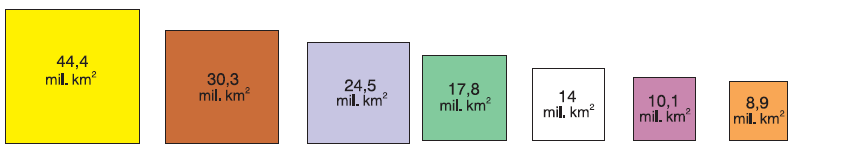 44,4
mil. km²
30,3
mil. km²
24,5
mil. km²
17,8
mil. km²
14
mil. km²
10,1
mil. km²
8,9
mil. km²